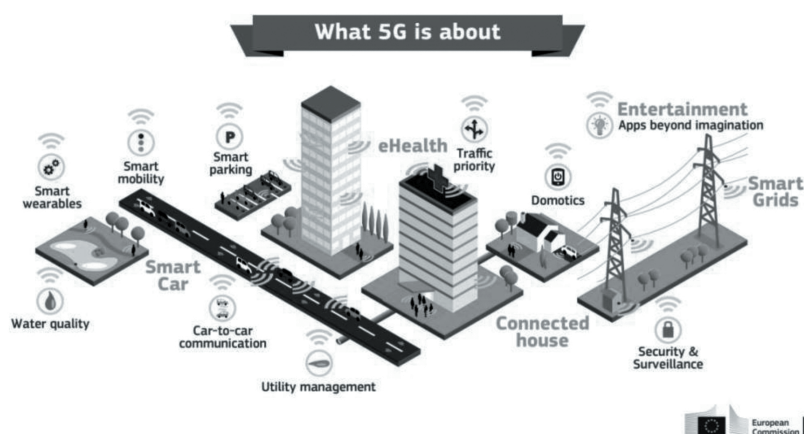 What 5G is about
Entertainment
Apps beyond imagination
eHealth
Traffic
priority
Smart
parking
Smart
mobility
Smart
wearables
Domotics
Smart
Grids
P
Smart
Car
Water quality
Car-to-car
communication
Connected
house
Security &
Surveillance
Utility management
European
Commission